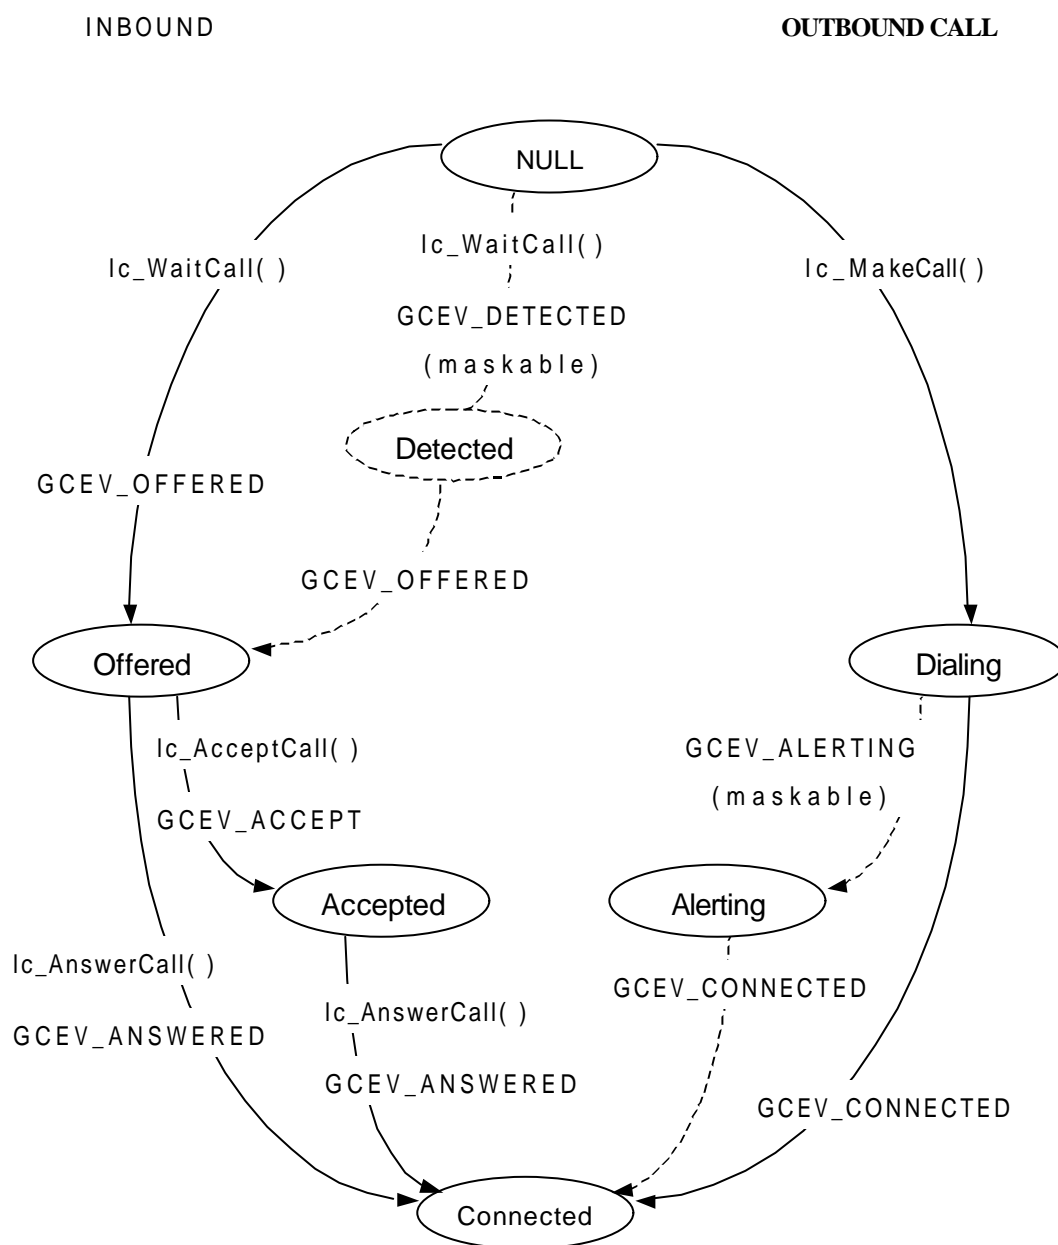 INBOUND
OUTBOUND CALL
NULL
lc_WaitCall( )
lc_WaitCall( )
lc_MakeCall()
GCEV_DETECTED
(maskable)
Detected
GCEV_OFFERED
GCEV_OFFERED
Offered
Dialing
lc_AcceptCall( )
GCEV_ALERTING
(maskable)
GCEV_ACCEPT
Accepted
Alerting
lc_AnswerCall( )
GCEV_CONNECTED
lc_AnswerCall( )
GCEV_ANSWERED
GCEV_ANSWERED
GCEV_CONNECTED
Connected